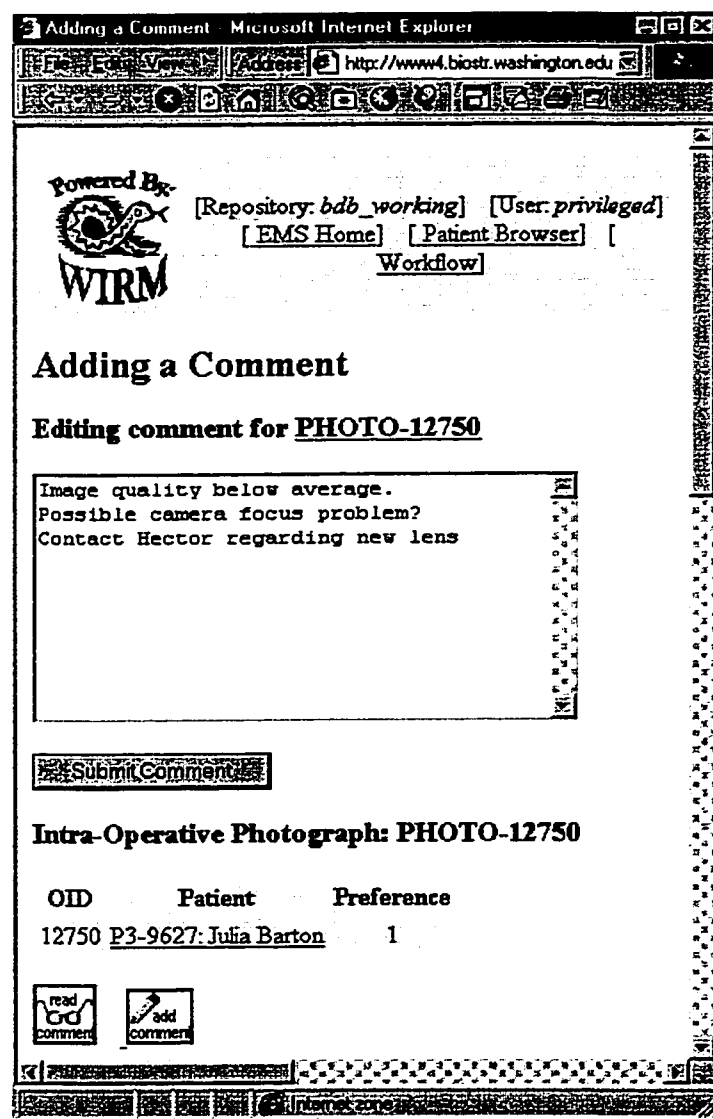 Adding a Comment - Microsoft Internet Explorer
File Edit View Address http://www4.biostr.washington.edu
Powered By:
WIRM
[Repository: bdb_working] [User: privileged]
[ EMS Home] [ Patient Browser] [
Workflow]
Adding a Comment
Editing comment for PHOTO-12750
Image quality below average.
Possible camera focus problem?
Contact Hector regarding new lens
Submit Comment
Intra-Operative Photograph: PHOTO-12750
OID Patient Preference
12750 P3-9627: Julia Barton 1
read comment
add comment
Internet zone